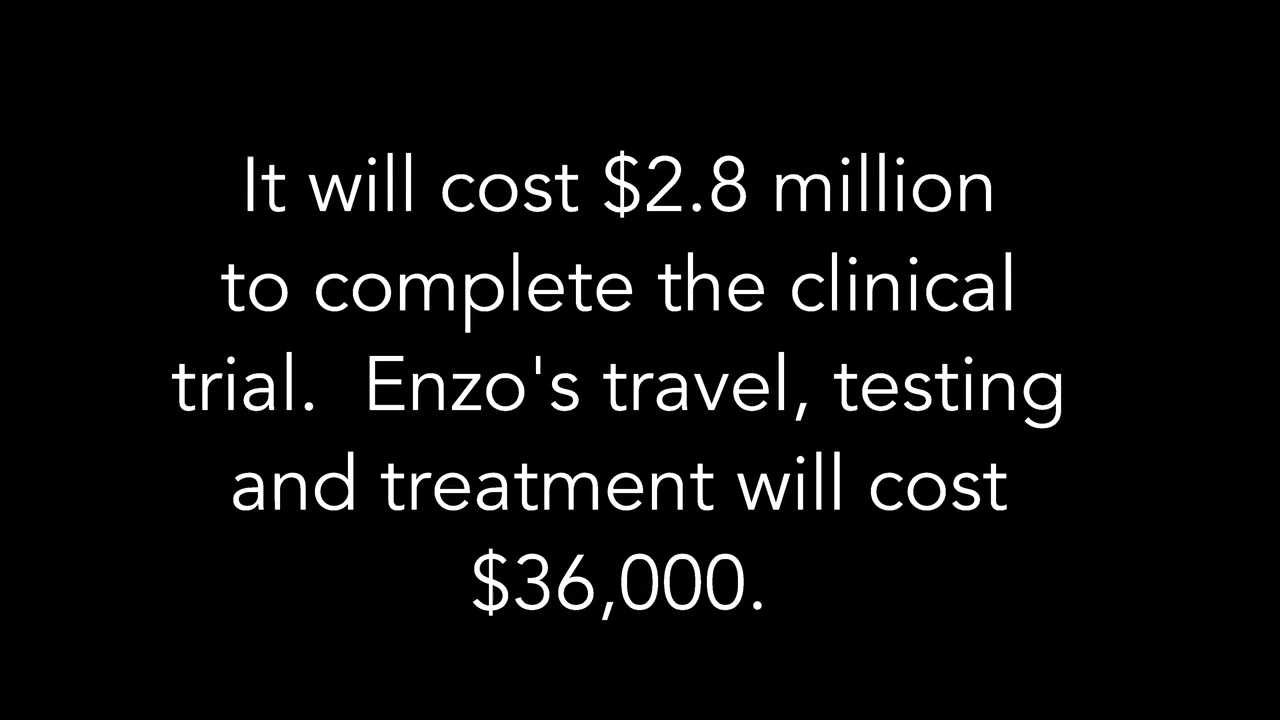 It will cost $2.8 million
to complete the clinical
trial.  Enzo's travel, testing
and treatment will cost
$36,000.